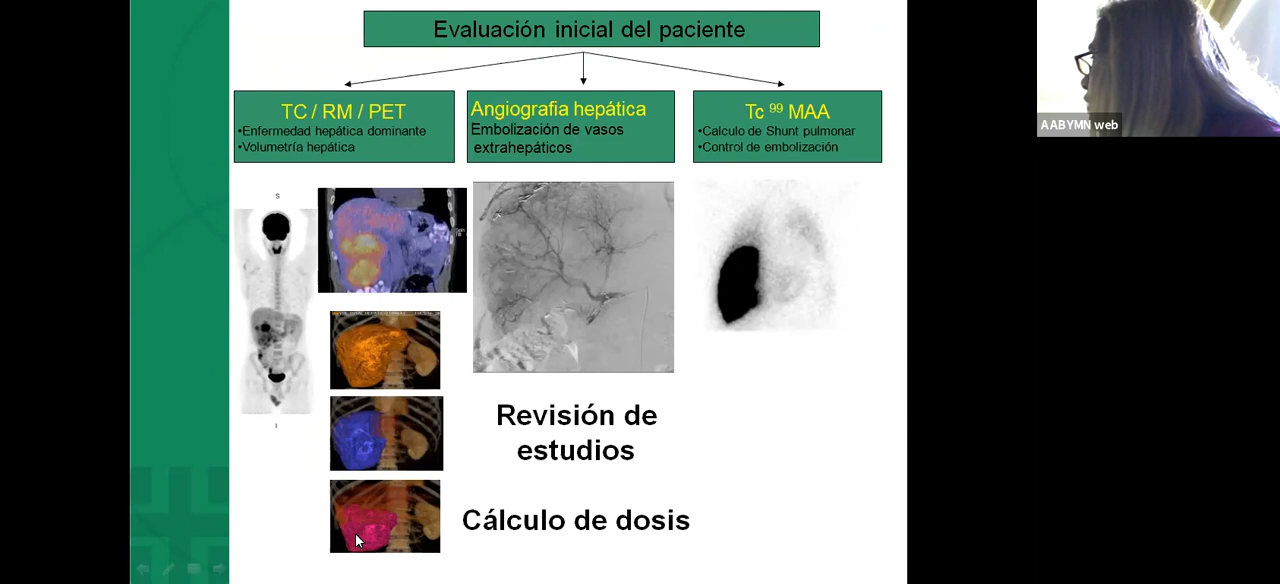 Evaluación inicial del paciente
TC / RM / PET
•Enfermedad hepática dominante
•Volumetría hepática
Angiografia hepática
Embolización de vasos
extrahepáticos
Tc 99 MAA
•Calculo de Shunt pulmonar
•Control de embolización
S
I
Revisión de
estudios
Cálculo de dosis
AABYMN web